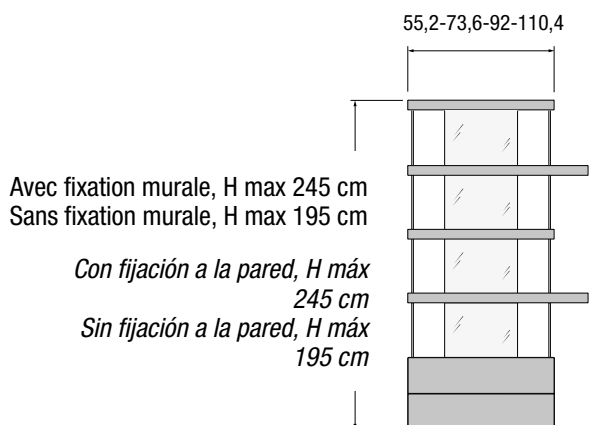 55,2-73,6-92-110,4
Avec fixation murale, H max 245 cm
Sans fixation murale, H max 195 cm
Con fijación a la pared, H máx
245 cm
Sin fijación a la pared, H máx
195 cm